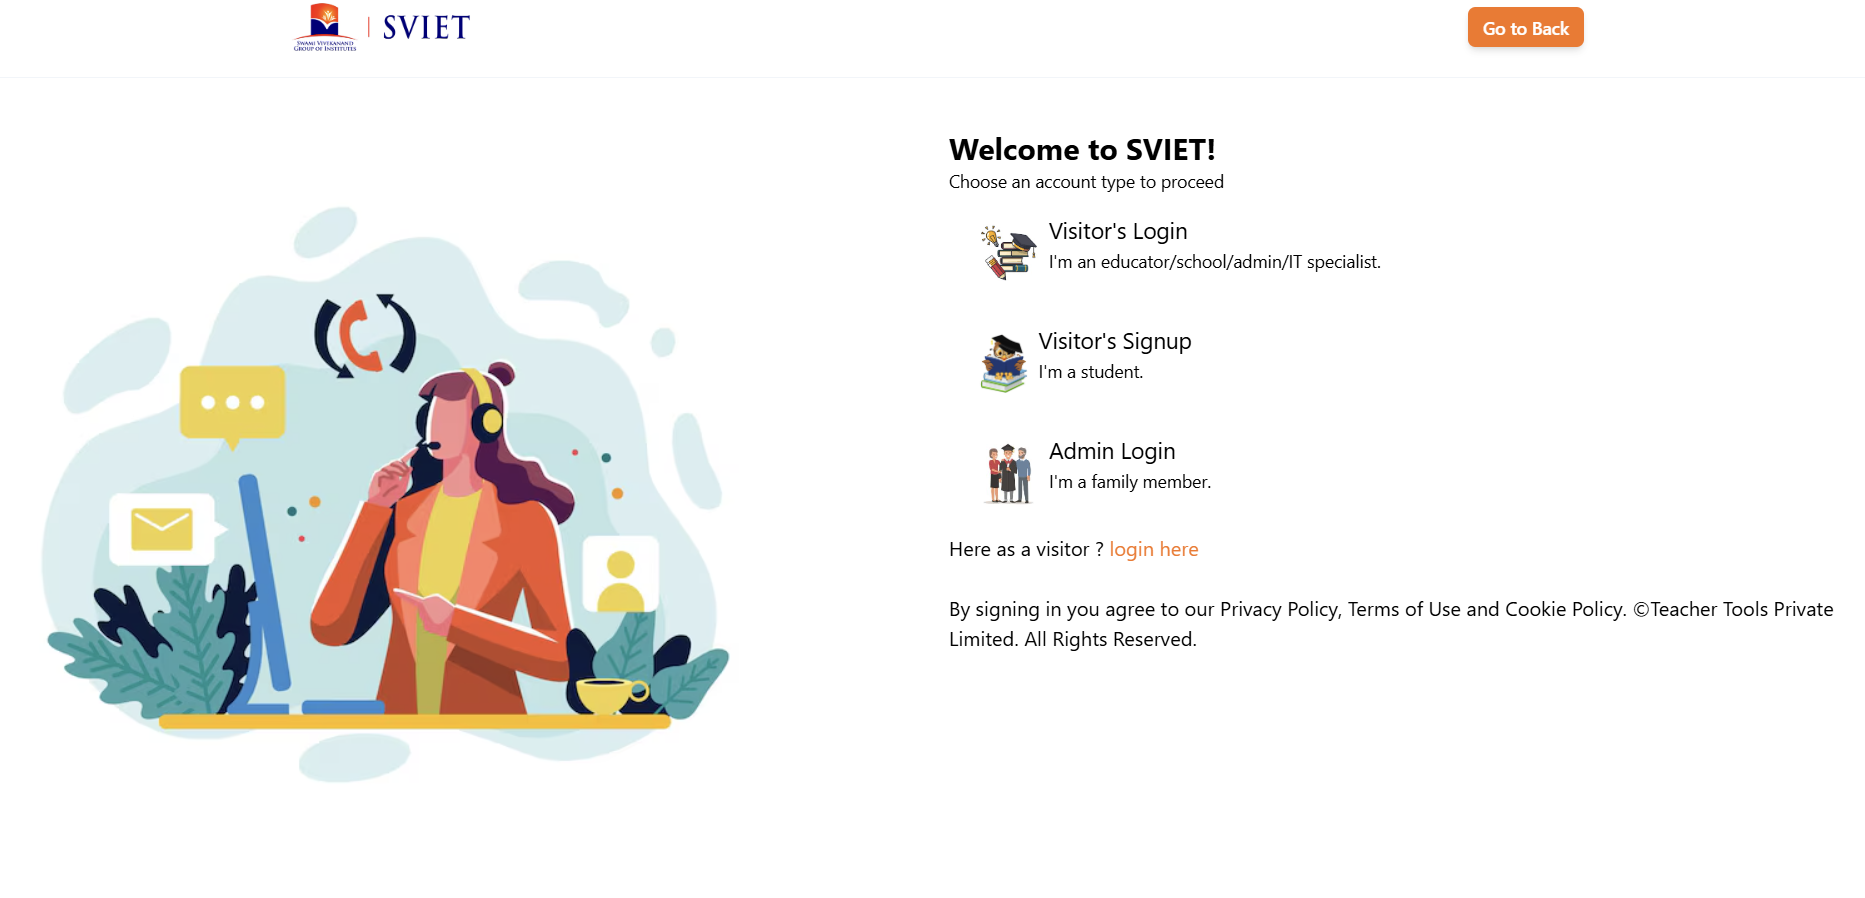 SWAMI VIVEKANAND
GROUP OF INSTITUTES
SVIET
Go to Back
Welcome to SVIET!
Choose an account type to proceed
Visitor's Login
I'm an educator/school/admin/IT specialist.
Visitor's Signup
I'm a student.
Admin Login
I'm a family member.
Here as a visitor ? login here
By signing in you agree to our Privacy Policy, Terms of Use and Cookie Policy. ©Teacher Tools Private
Limited. All Rights Reserved.